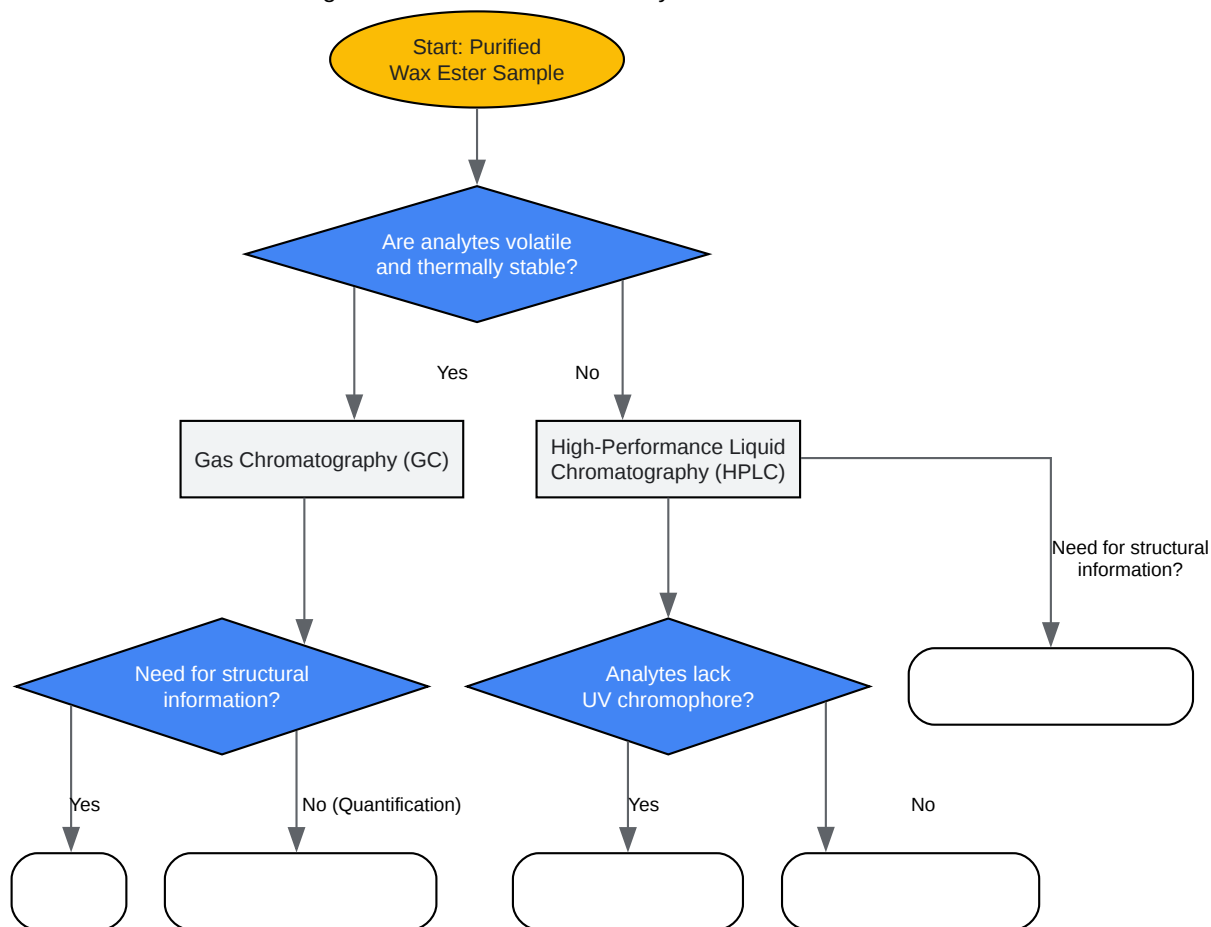 Start: Purified
Wax Ester Sample
Are analytes volatile
and thermally stable?
Yes
No
Gas Chromatography (GC)
High-Performance Liquid
Chromatography (HPLC)
Need for structural
information?
Need for structural
information?
Analytes lack
UV chromophore?
Yes
No (Quantification)
Yes
No